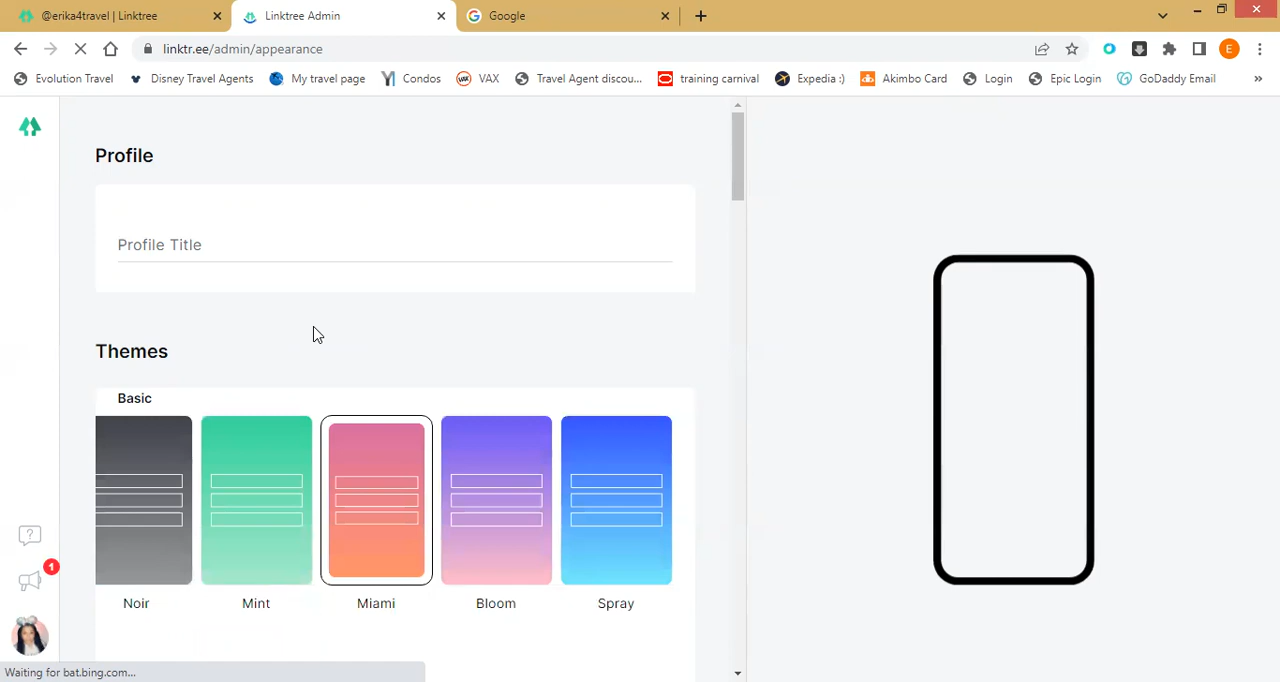 @erika4travel | Linktree
Linktree Admin
Google
linktr.ee/admin/appearance
E
Evolution Travel
Disney Travel Agents
My travel page
Condos
VAX
Travel Agent discou...
training carnival
Expedia :)
Akimbo Card
Login
Epic Login
GoDaddy Email
»
Profile
Profile Title
Themes
Basic
Noir
Mint
Miami
Bloom
Spray
1
Waiting for bat.bing.com...